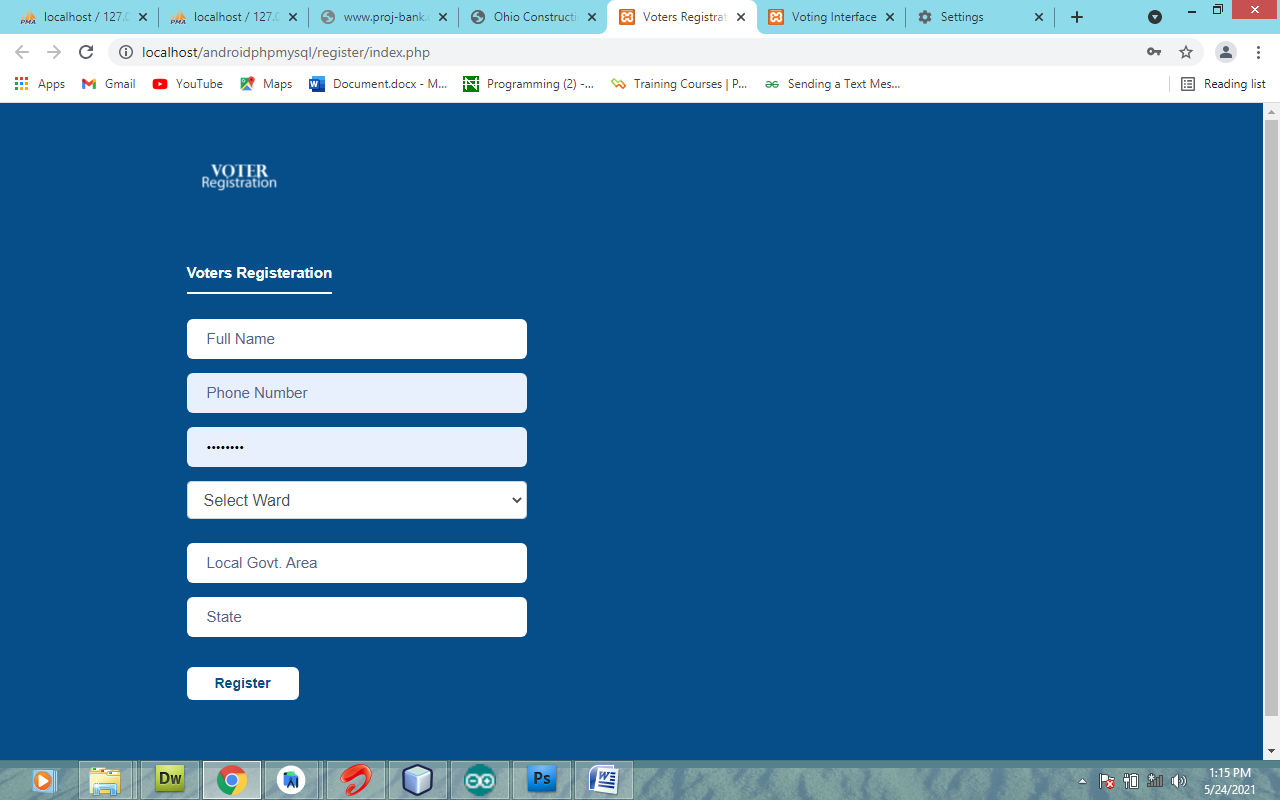 localhost / 127.0
localhost / 127.0
www.proj-bank.
Ohio Constructi
Voters Registrat
Voting Interface
Settings
localhost/androidphpmysql/register/index.php
Apps
Gmail
YouTube
Maps
Document.docx - M...
Programming (2) -...
Training Courses | P...
Sending a Text Mes...
Reading list
VOTER
Registration
Voters Registeration
Full Name
Phone Number
••••••••
Select Ward
Local Govt. Area
State
Register
Dw
Ps
1:15 PM
5/24/2021